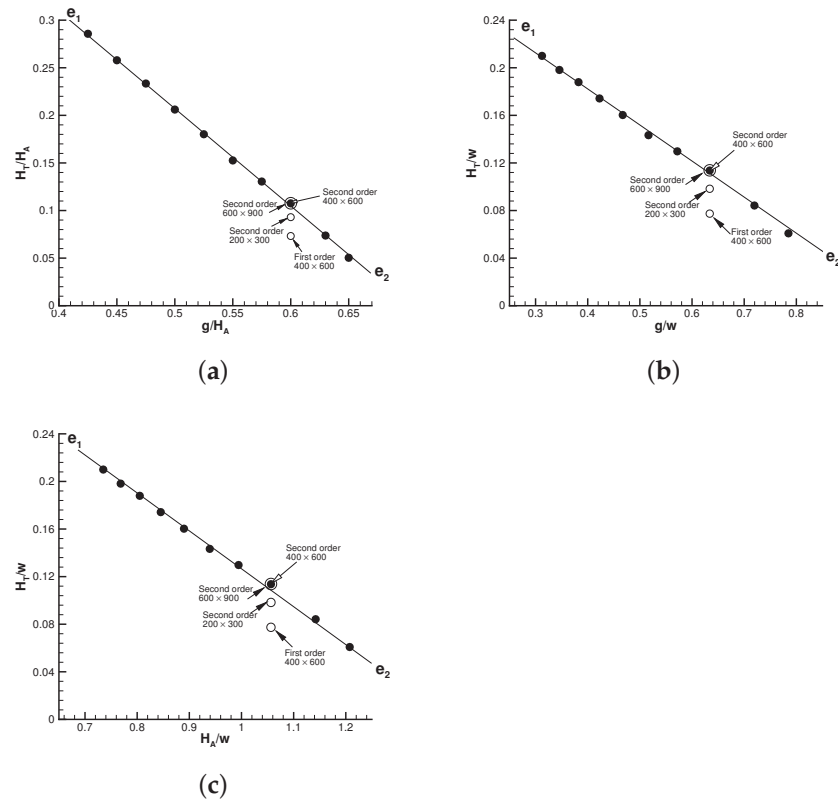 0.3
e1
0.25
0.2
0.15
0.1
0.05
0
HT/HA
Second order
400 × 600
Second order
600 × 900
Second order
200 × 300
First order
400 × 600
e2
0.4
0.45
0.5
0.55
0.6
0.65
g/HA
(a)
0.24
e1
0.2
0.16
0.12
0.08
0.04
0
HT/w
Second order
400 × 600
Second order
600 × 900
Second order
200 × 300
First order
400 × 600
e2
0.3
0.4
0.5
0.6
0.7
0.8
g/w
(b)
0.24
e1
0.2
0.16
0.12
0.08
0.04
0
HT/w
Second order
400 × 600
Second order
600 × 900
Second order
200 × 300
First order
400 × 600
e2
0.7
0.8
0.9
1
1.1
1.2
HA/w
(c)